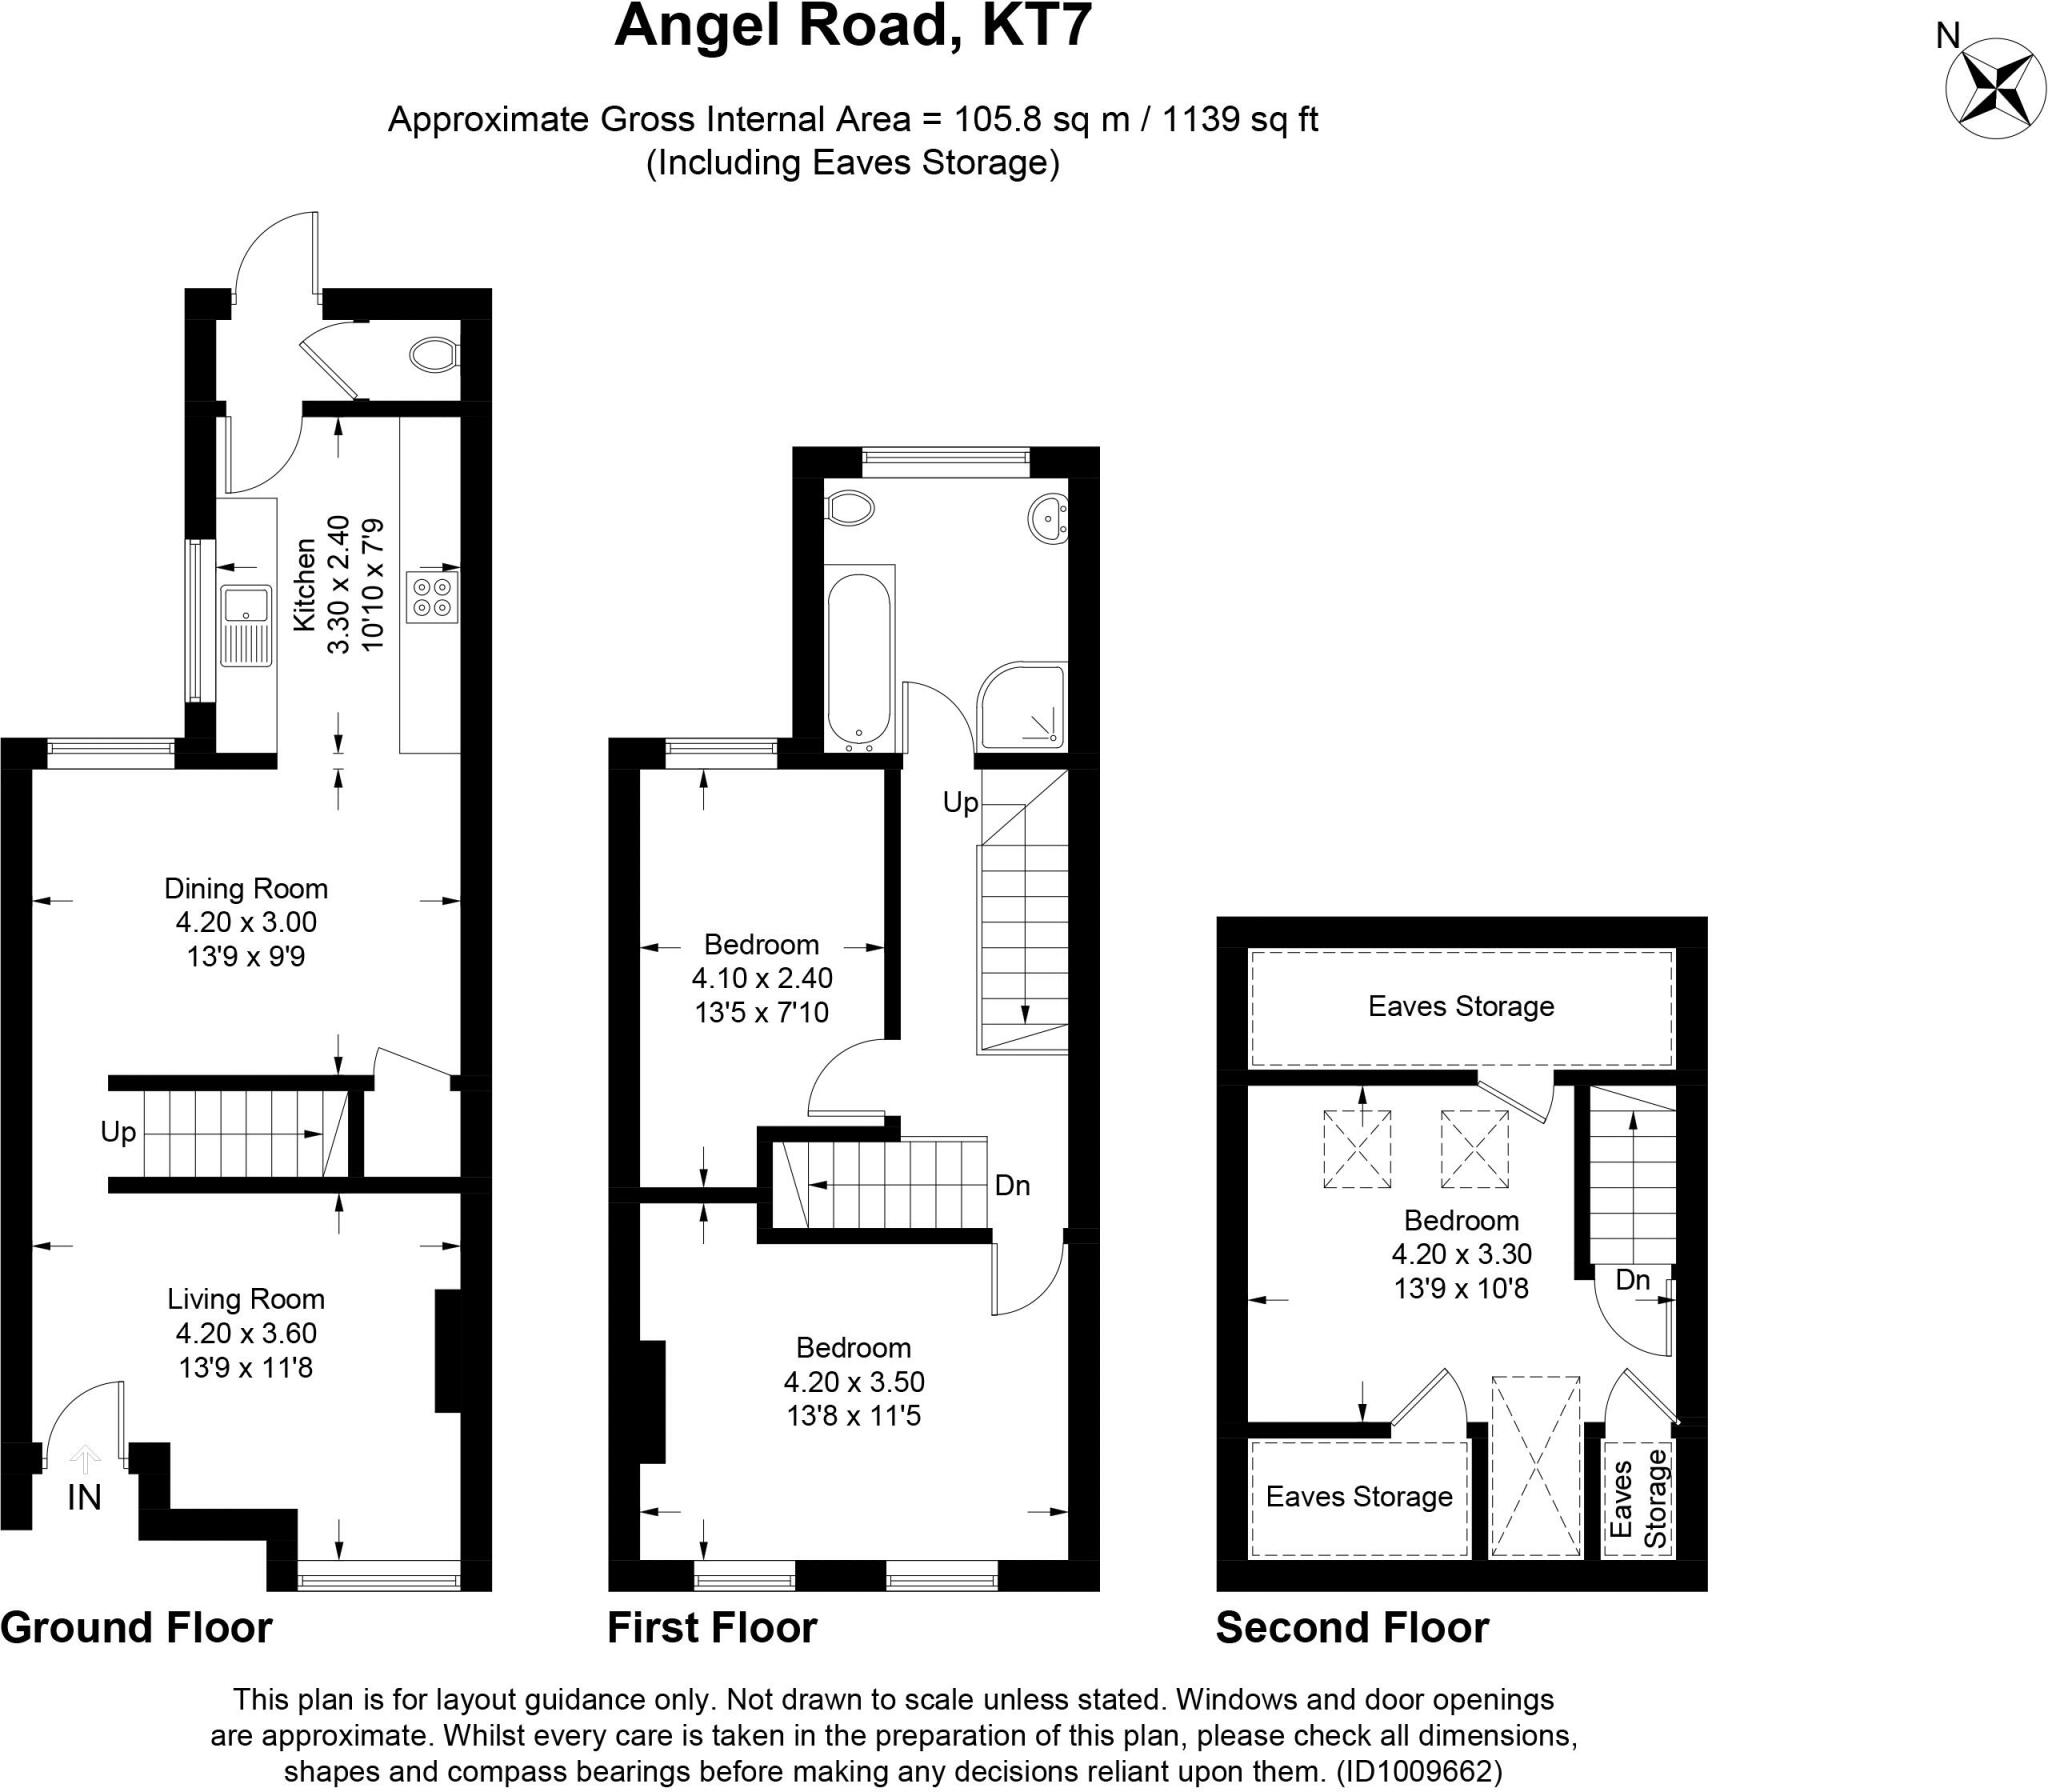 Angel Road, KT7
N
Approximate Gross Internal Area = 105.8 sq m / 1139 sq ft
(Including Eaves Storage)
Kitchen
3.30 x 2.40
10'10 x 7'9
Dining Room
4.20 x 3.00
13'9 x 9'9
Up
Living Room
4.20 x 3.60
13'9 x 11'8
IN
Ground Floor
Up
Bedroom
4.10 x 2.40
13'5 x 7'10
Dn
Bedroom
4.20 x 3.50
13'8 x 11'5
First Floor
Eaves Storage
Bedroom
4.20 x 3.30
13'9 x 10'8
Dn
Eaves Storage
Eaves
Storage
Second Floor
This plan is for layout guidance only. Not drawn to scale unless stated. Windows and door openings
are approximate. Whilst every care is taken in the preparation of this plan, please check all dimensions,
shapes and compass bearings before making any decisions reliant upon them. (ID1009662)